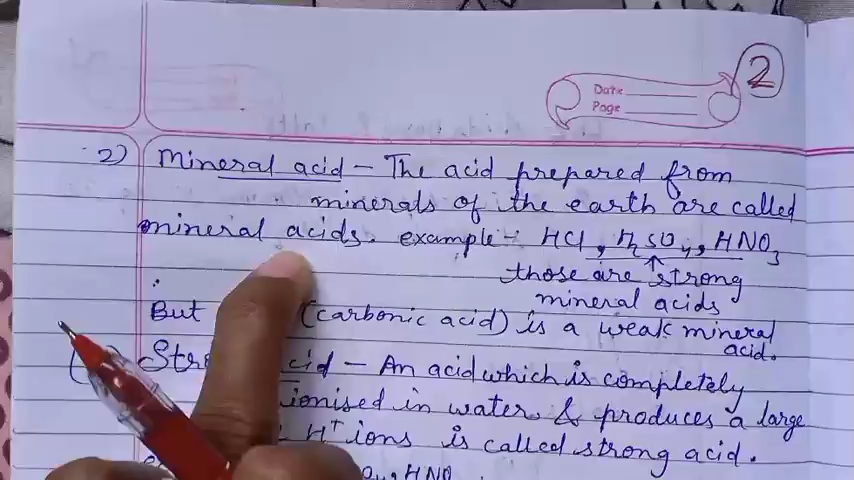 2
Date
Page
2) Mineral acid - The acid prepared from
minerals of the earth are called
mineral acids. example:- HCl, H2SO4, HNO3
those are strong
mineral acids
But (carbonic acid) is a weak mineral
acid.
An acid which is completely
ionised in water, & produces a large
H+ ions is called strong acid.
HNO